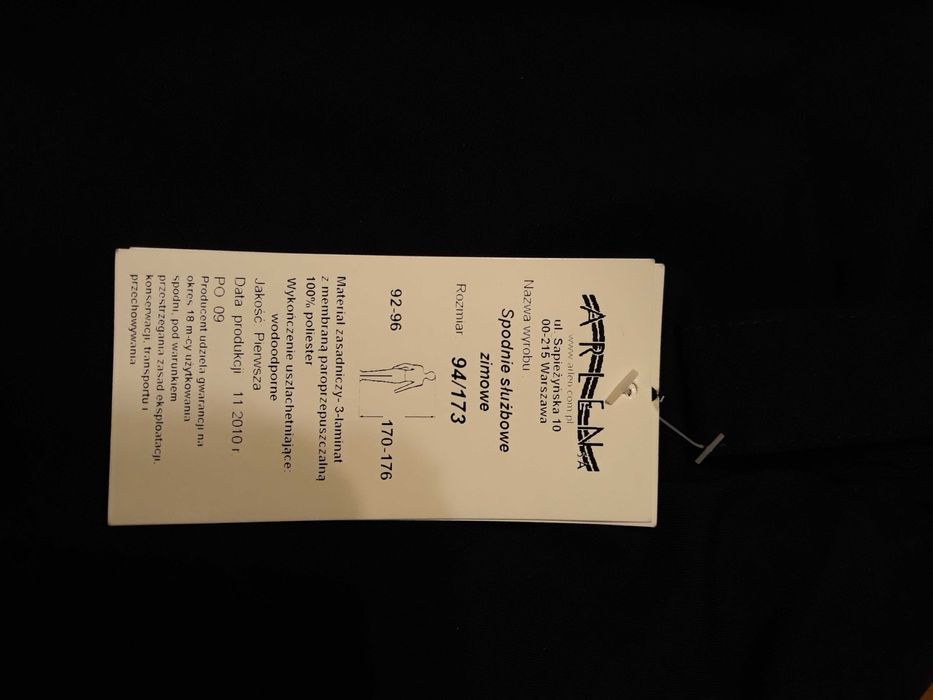 ARLEN S.A
www.arlen.com.pl
ul. Sapieżyńska 10
00-215 Warszawa
Nazwa wyrobu
Spodnie służbowe
zimowe
Rozmiar 94/173
92-96
170-176
Materiał zasadniczy- 3-laminat
z membraną paroprzepuszczalną
100% poliester
Wykończenie uszlachetniające:
wodoodporne
Jakość Pierwsza
Data produkcji 11 2010 r
PO 09
Producent udziela gwarancji na
okres 18 m-cy użytkowania
spodni, pod warunkiem
przestrzegania zasad eksploatacji,
konserwacji, transportu i
przechowywania